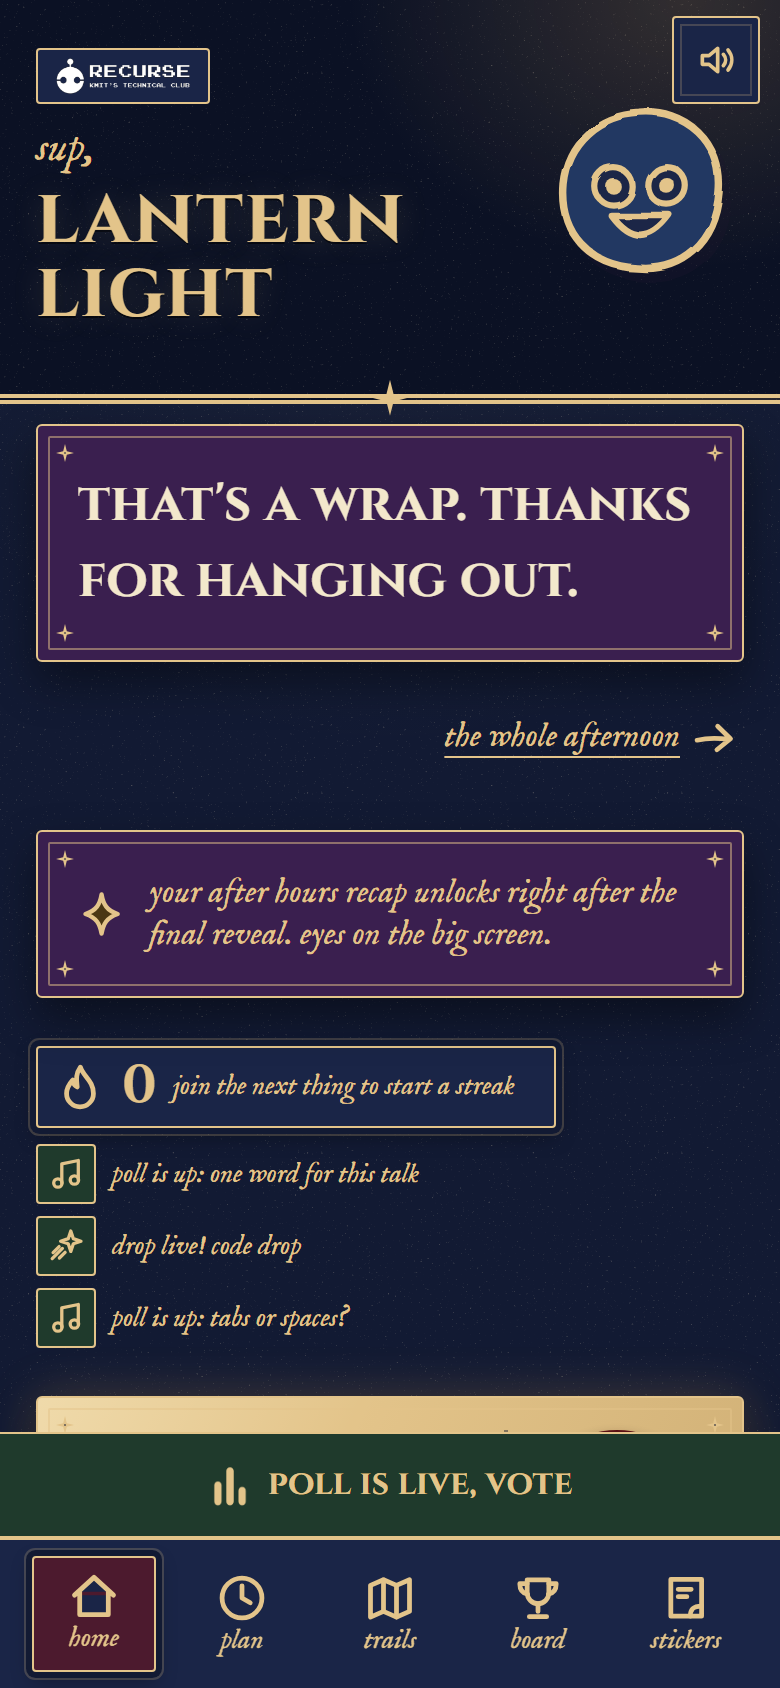 RECURSE
KMIT'S TECHNICAL CLUB
sup,
LANTERN
LIGHT
THAT'S A WRAP. THANKS
FOR HANGING OUT.
the whole afternoon
your after hours recap unlocks right after the
final reveal. eyes on the big screen.
0 join the next thing to start a streak
poll is up: one word for this talk
drop live! code drop
poll is up: tabs or spaces?
POLL IS LIVE, VOTE
home plan trails board stickers